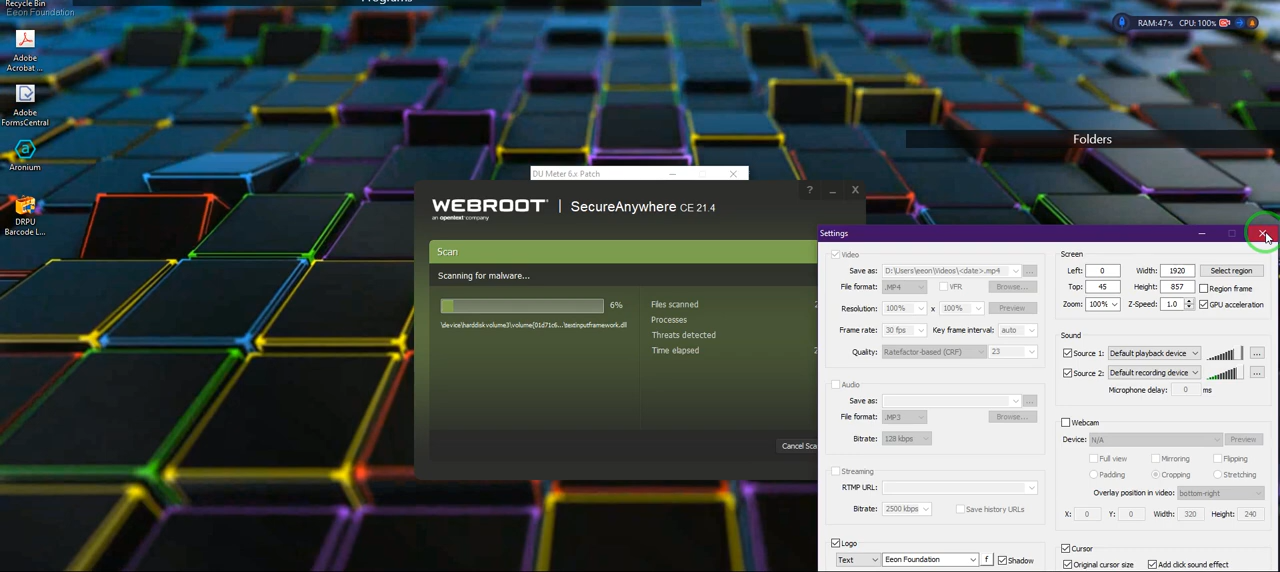 Recycle Bin
Eeon Foundation
Programs
RAM: 47% CPU: 100%
Adobe
Acrobat ...
Adobe
FormsCentral
Aronium
DRPU
Barcode L...
Folders
DU Meter 6.x Patch
WEBROOT | SecureAnywhere CE 21.4
an opentext company
Scan
Scanning for malware...
6%
Files scanned
Processes
Threats detected
Time elapsed
Cancel Sca
Settings
Video
Save as: D:\Users\eeon\Videos\<date>.mp4 ...
File format: .MP4 VFR Browse...
Resolution: 100% x 100% Preview
Frame rate: 30 fps Key frame interval: auto
Quality: Ratefactor-based (CRF) 23
Audio
Save as: ...
File format: .MP3 Browse...
Bitrate: 128 kbps
Streaming
RTMP URL:
Bitrate: 2500 kbps Save history URLs
Logo
Text Eeon Foundation f Shadow
Screen
Left: 0 Width: 1920 Select region
Top: 45 Height: 857 Region frame
Zoom: 100% Z-Speed: 1.0 GPU acceleration
Sound
Source 1: Default playback device ...
Source 2: Default recording device ...
Microphone delay: 0 ms
Webcam
Device: N/A Preview
Full view Mirroring Flipping
Padding Cropping Stretching
Overlay position in video: bottom-right
X: 0 Y: 0 Width: 320 Height: 240
Cursor
Original cursor size Add click sound effect